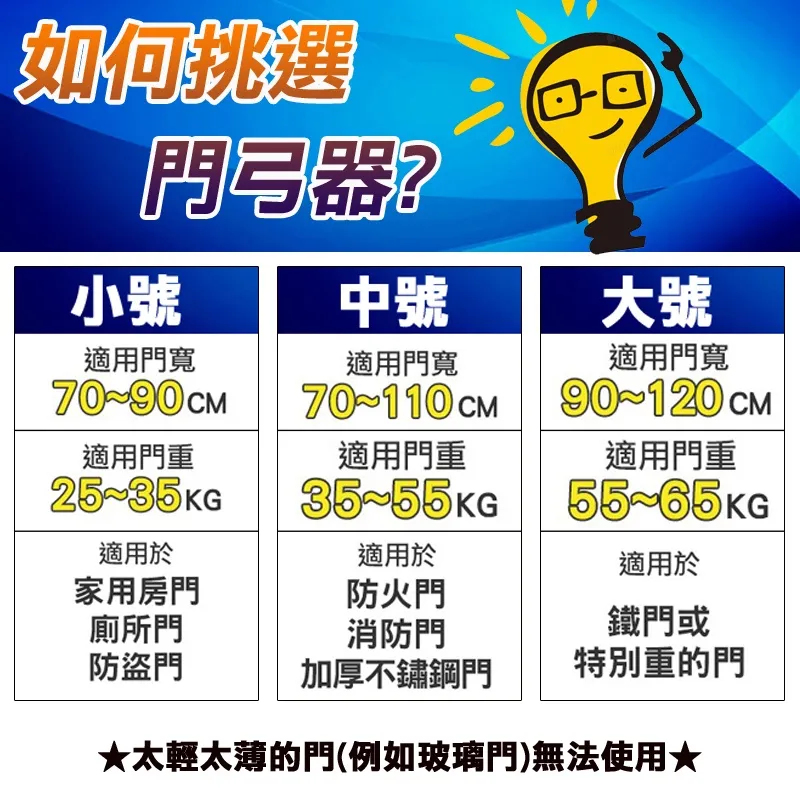 如何挑選
門弓器?
小號
適用門寬
70~90CM
適用門重
25~35KG
適用於
家用房門
廁所門
防盜門
中號
適用門寬
70~110CM
適用門重
35~55KG
適用於
防火門
消防門
加厚不鏽鋼門
大號
適用門寬
90~120CM
適用門重
55~65KG
適用於
鐵門或
特別重的門
★太輕太薄的門(例如玻璃門)無法使用★